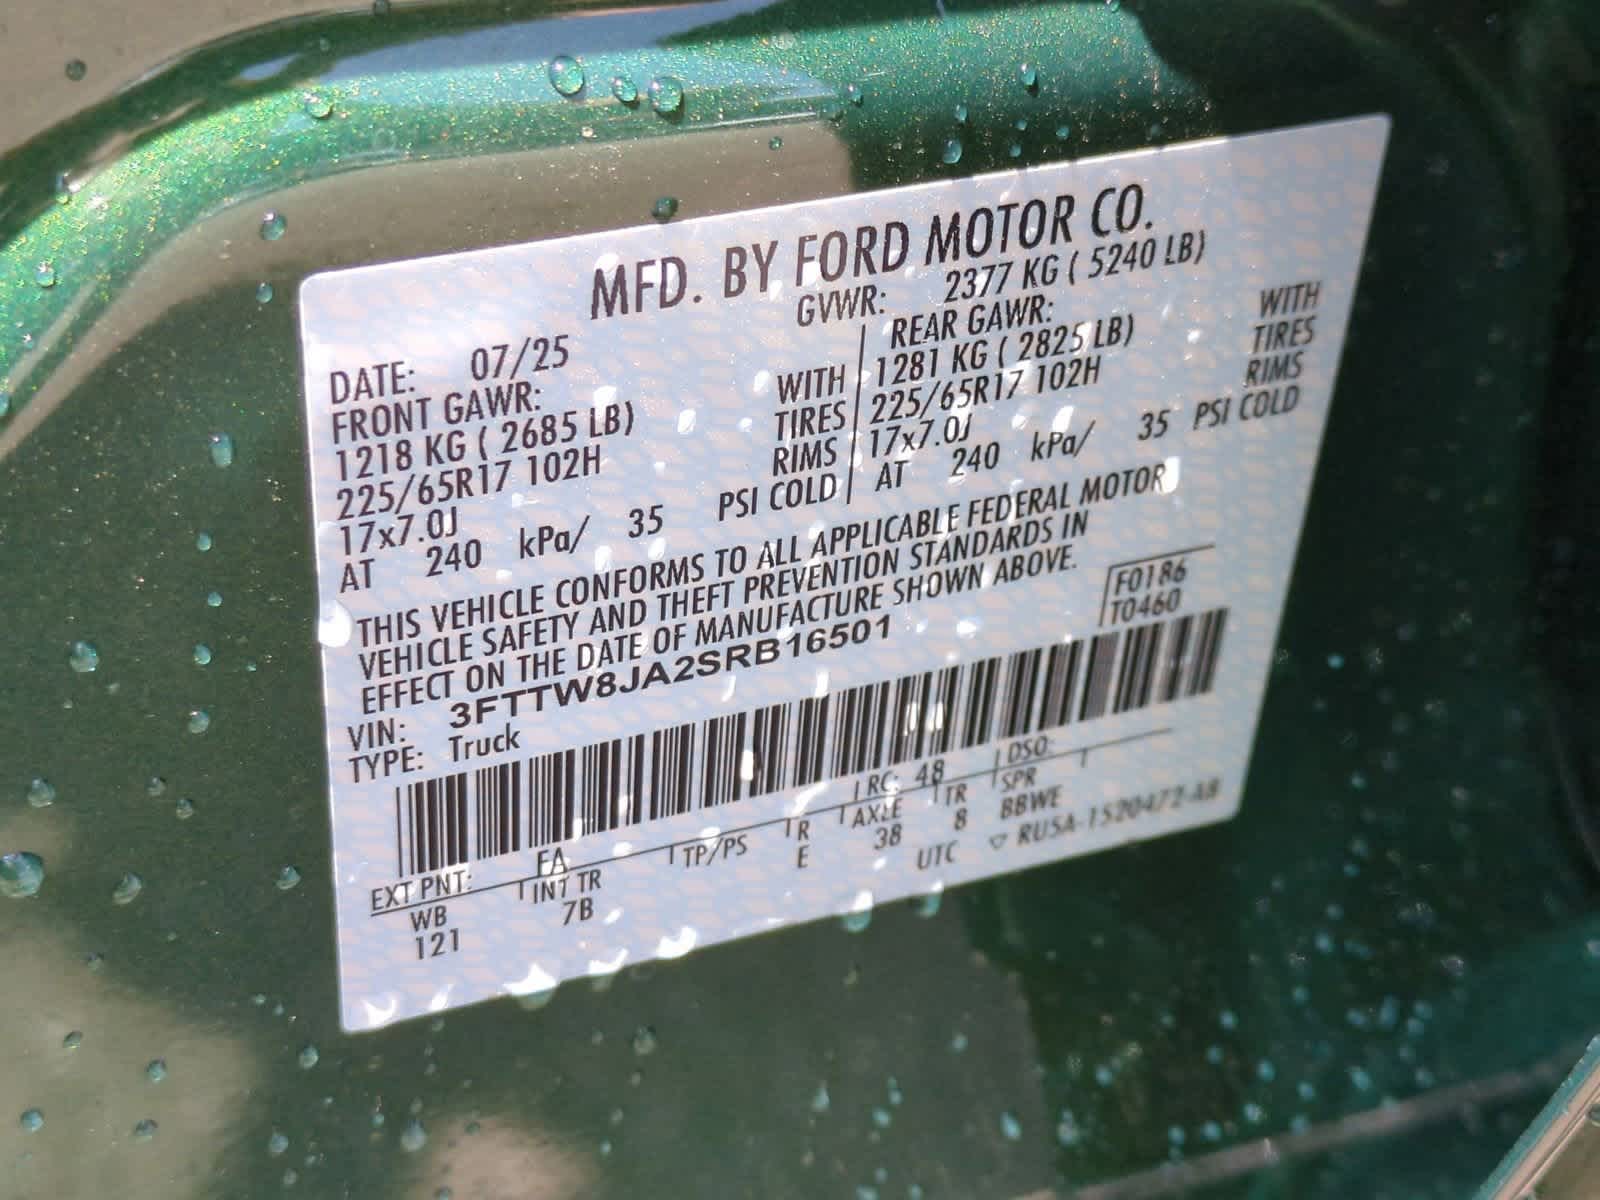 MFD. BY FORD MOTOR CO.
DATE: 07/25 GVWR: 2377 KG ( 5240 LB)
FRONT GAWR: REAR GAWR:
1218 KG ( 2685 LB) WITH 1281 KG ( 2825 LB) WITH
225/65R17 102H TIRES 225/65R17 102H TIRES
17x7.0J RIMS 17x7.0J RIMS
AT 240 kPa/ 35 PSI COLD AT 240 kPa/ 35 PSI COLD
THIS VEHICLE CONFORMS TO ALL APPLICABLE FEDERAL MOTOR
VEHICLE SAFETY AND THEFT PREVENTION STANDARDS IN
EFFECT ON THE DATE OF MANUFACTURE SHOWN ABOVE.
F0186
VIN: 3FTTW8JA2SRB16501 T0460
TYPE: Truck
EXT PNT: FA RC: 48 DSO:
WB INT TR TP/PS R AXLE TR SPR
121 7B E 38 8 BBWE
UTC ▽ RU5A-1520472-AB